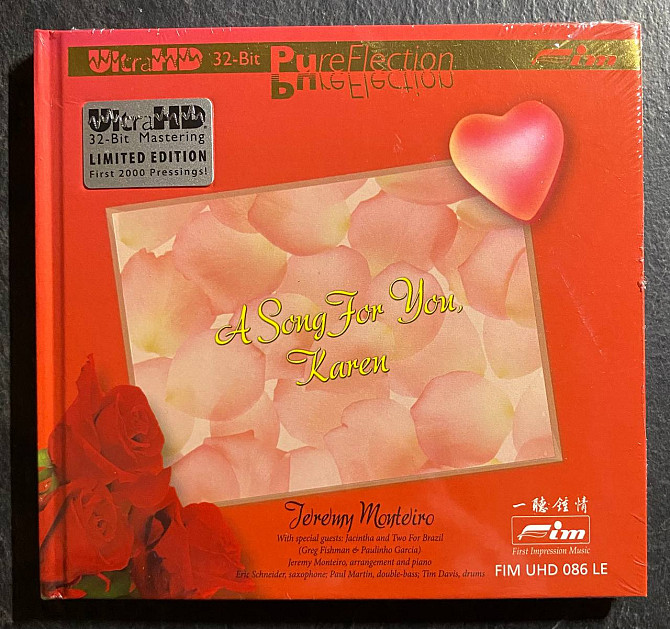 UltraHD 32-Bit PureFlection Fim
PureFlection
UltraHD
32-Bit Mastering
LIMITED EDITION
First 2000 Pressings!
A Song For You,
Karen
Jeremy Monteiro
With special guests: Jacintha and Two For Brazil
(Greg Fishman & Paulinho Garcia)
Jeremy Monteiro, arrangement and piano
Eric Schneider, saxophone; Paul Martin, double-bass; Tim Davis, drums
一聽鍾情
Fim
First Impression Music
FIM UHD 086 LE